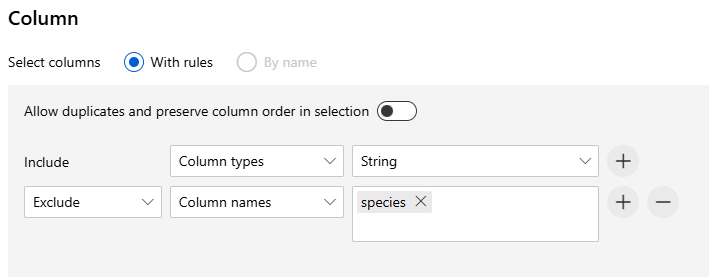 Column
Select columns With rules By name
Allow duplicates and preserve column order in selection
Include Column types String
Exclude Column names species